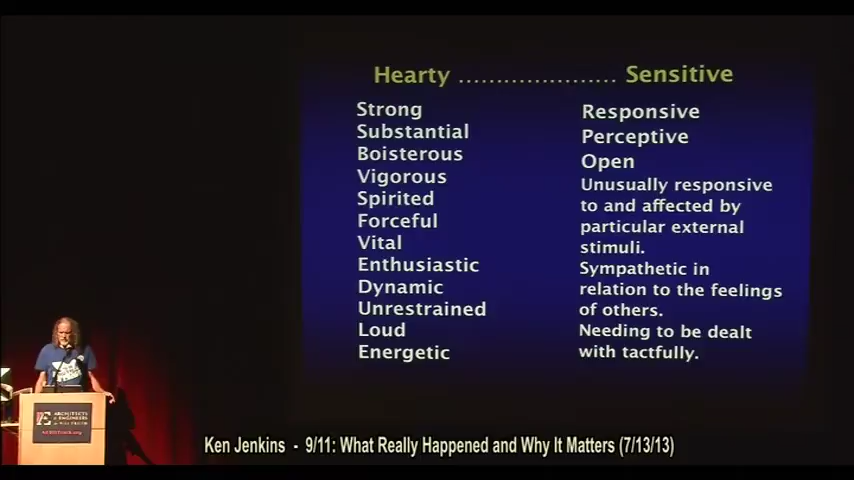 Hearty ..................... Sensitive
Strong
Substantial
Boisterous
Vigorous
Spirited
Forceful
Vital
Enthusiastic
Dynamic
Unrestrained
Loud
Energetic
Responsive
Perceptive
Open
Unusually responsive
to and affected by
particular external
stimuli.
Sympathetic in
relation to the feelings
of others.
Needing to be dealt
with tactfully.
ARCHITECTS
ENGINEERS
Ken Jenkins - 9/11: What Really Happened and Why It Matters (7/13/13)